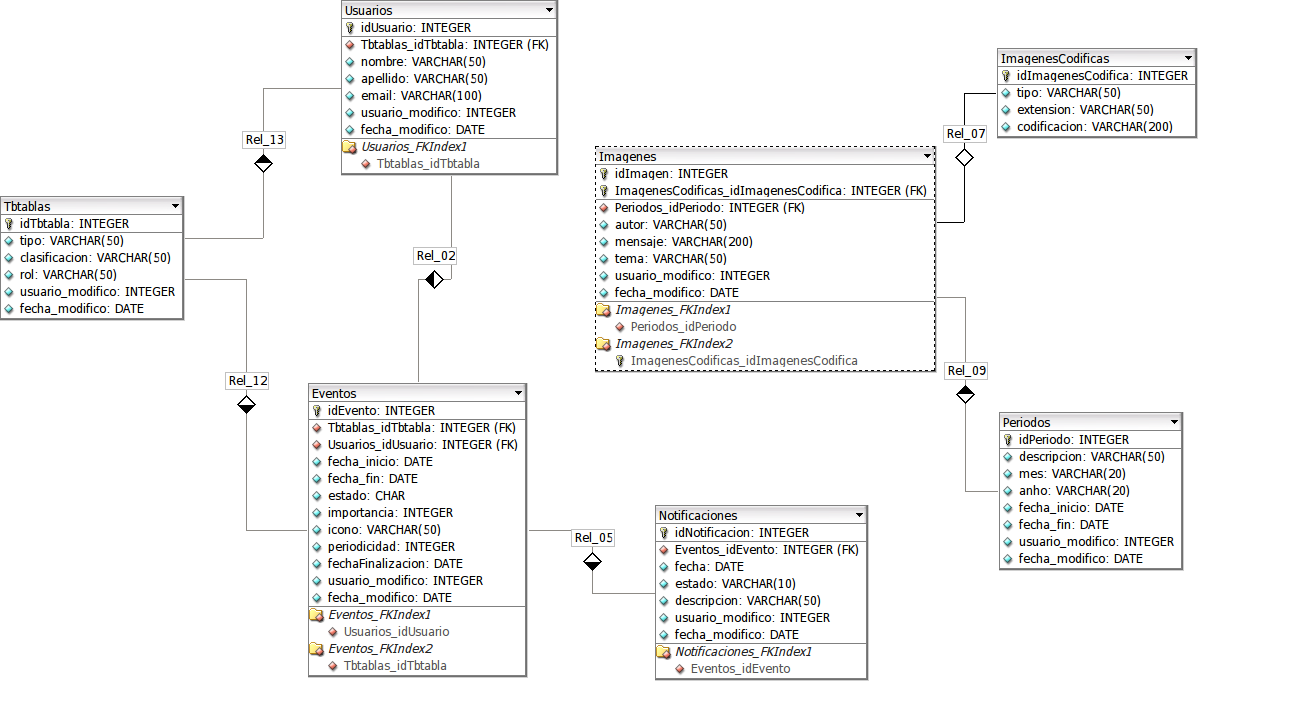 Usuarios
idUsuario: INTEGER
Tbtablas_idTbtabla: INTEGER (FK)
nombre: VARCHAR(50)
apellido: VARCHAR(50)
email: VARCHAR(100)
usuario_modifico: INTEGER
fecha_modifico: DATE
Usuarios_FKIndex1
Tbtablas_idTbtabla
ImagenesCodificas
idImagenesCodifica: INTEGER
tipo: VARCHAR(50)
extension: VARCHAR(50)
codificacion: VARCHAR(200)
Rel_13
Rel_07
Imagenes
idImagen: INTEGER
ImagenesCodificas_idImagenesCodifica: INTEGER (FK)
Periodos_idPeriodo: INTEGER (FK)
autor: VARCHAR(50)
mensaje: VARCHAR(200)
tema: VARCHAR(50)
usuario_modifico: INTEGER
fecha_modifico: DATE
Imagenes_FKIndex1
Periodos_idPeriodo
Imagenes_FKIndex2
ImagenesCodificas_idImagenesCodifica
Tbtablas
idTbtabla: INTEGER
tipo: VARCHAR(50)
clasificacion: VARCHAR(50)
rol: VARCHAR(50)
usuario_modifico: INTEGER
fecha_modifico: DATE
Rel_02
Rel_12
Rel_09
Eventos
idEvento: INTEGER
Tbtablas_idTbtabla: INTEGER (FK)
Usuarios_idUsuario: INTEGER (FK)
fecha_inicio: DATE
fecha_fin: DATE
estado: CHAR
importancia: INTEGER
icono: VARCHAR(50)
periodicidad: INTEGER
fechaFinalizacion: DATE
usuario_modifico: INTEGER
fecha_modifico: DATE
Eventos_FKIndex1
Usuarios_idUsuario
Eventos_FKIndex2
Tbtablas_idTbtabla
Rel_05
Periodos
idPeriodo: INTEGER
descripcion: VARCHAR(50)
mes: VARCHAR(20)
anho: VARCHAR(20)
fecha_inicio: DATE
fecha_fin: DATE
usuario_modifico: INTEGER
fecha_modifico: DATE
Notificaciones
idNotificacion: INTEGER
Eventos_idEvento: INTEGER (FK)
fecha: DATE
estado: VARCHAR(10)
descripcion: VARCHAR(50)
usuario_modifico: INTEGER
fecha_modifico: DATE
Notificaciones_FKIndex1
Eventos_idEvento